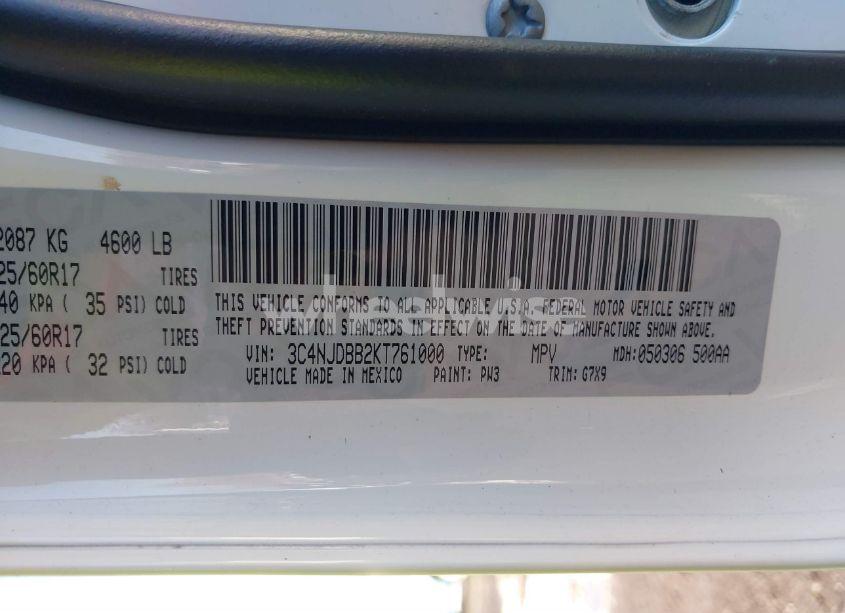 2087 KG 4600 LB
25/60R17 TIRES
40 KPA ( 35 PSI) COLD
25/60R17 TIRES
20 KPA ( 32 PSI) COLD
THIS VEHICLE CONFORMS TO ALL APPLICABLE U.S.A. FEDERAL MOTOR VEHICLE SAFETY AND
THEFT PREVENTION STANDARDS IN EFFECT ON THE DATE OF MANUFACTURE SHOWN ABOVE.
VIN: 3C4NJDBB2KT761000 TYPE: MPV MDH: 050306 500AA
VEHICLE MADE IN MEXICO PAINT: PW3 TRIM: G7X9
wheelwise